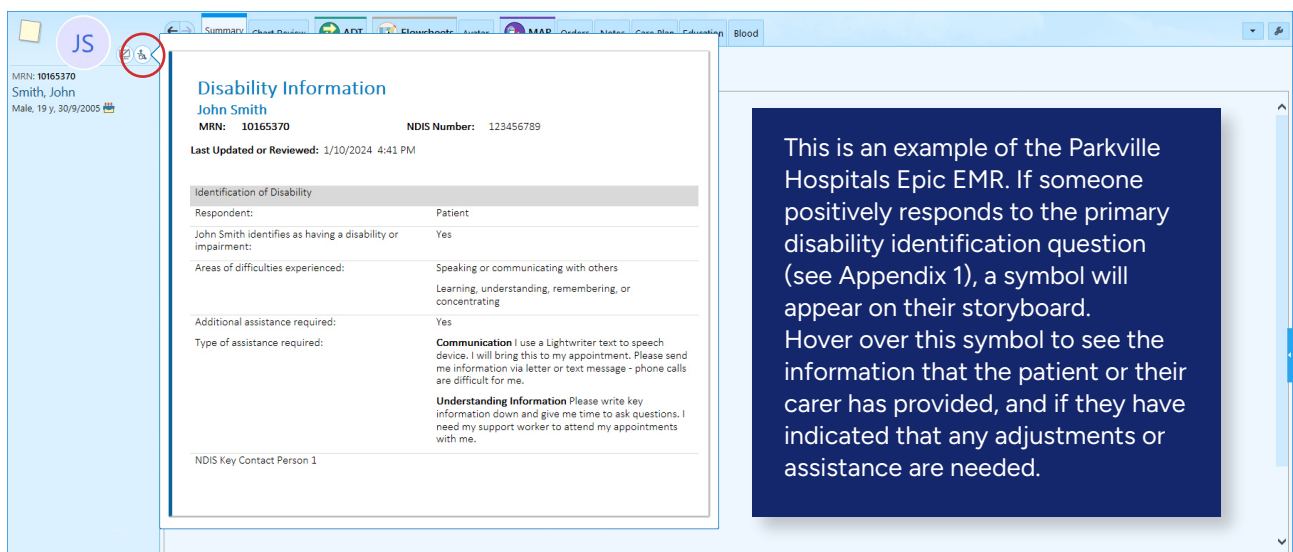 JS
MRN: 10165370
Smith, John
Male, 19 y, 30/9/2005
Summary Chart Review ADT Flowsheets Avatar MAR Orders Notes Care Plan Education Blood
Disability Information
John Smith
MRN: 10165370 NDIS Number: 123456789
Last Updated or Reviewed: 1/10/2024 4:41 PM
Identification of Disability
Respondent: Patient
John Smith identifies as having a disability or Yes
impairment:
Areas of difficulties experienced: Speaking or communicating with others
Learning, understanding, remembering, or
concentrating
Additional assistance required: Yes
Type of assistance required: Communication I use a Lightwriter text to speech
device. I will bring this to my appointment. Please send
me information via letter or text message - phone calls
are difficult for me.
Understanding Information Please write key
information down and give me time to ask questions. I
need my support worker to attend my appointments
with me.
NDIS Key Contact Person 1
This is an example of the Parkville
Hospitals Epic EMR. If someone
positively responds to the primary
disability identification question
(see Appendix 1), a symbol will
appear on their storyboard.
Hover over this symbol to see the
information that the patient or their
carer has provided, and if they have
indicated that any adjustments or
assistance are needed.